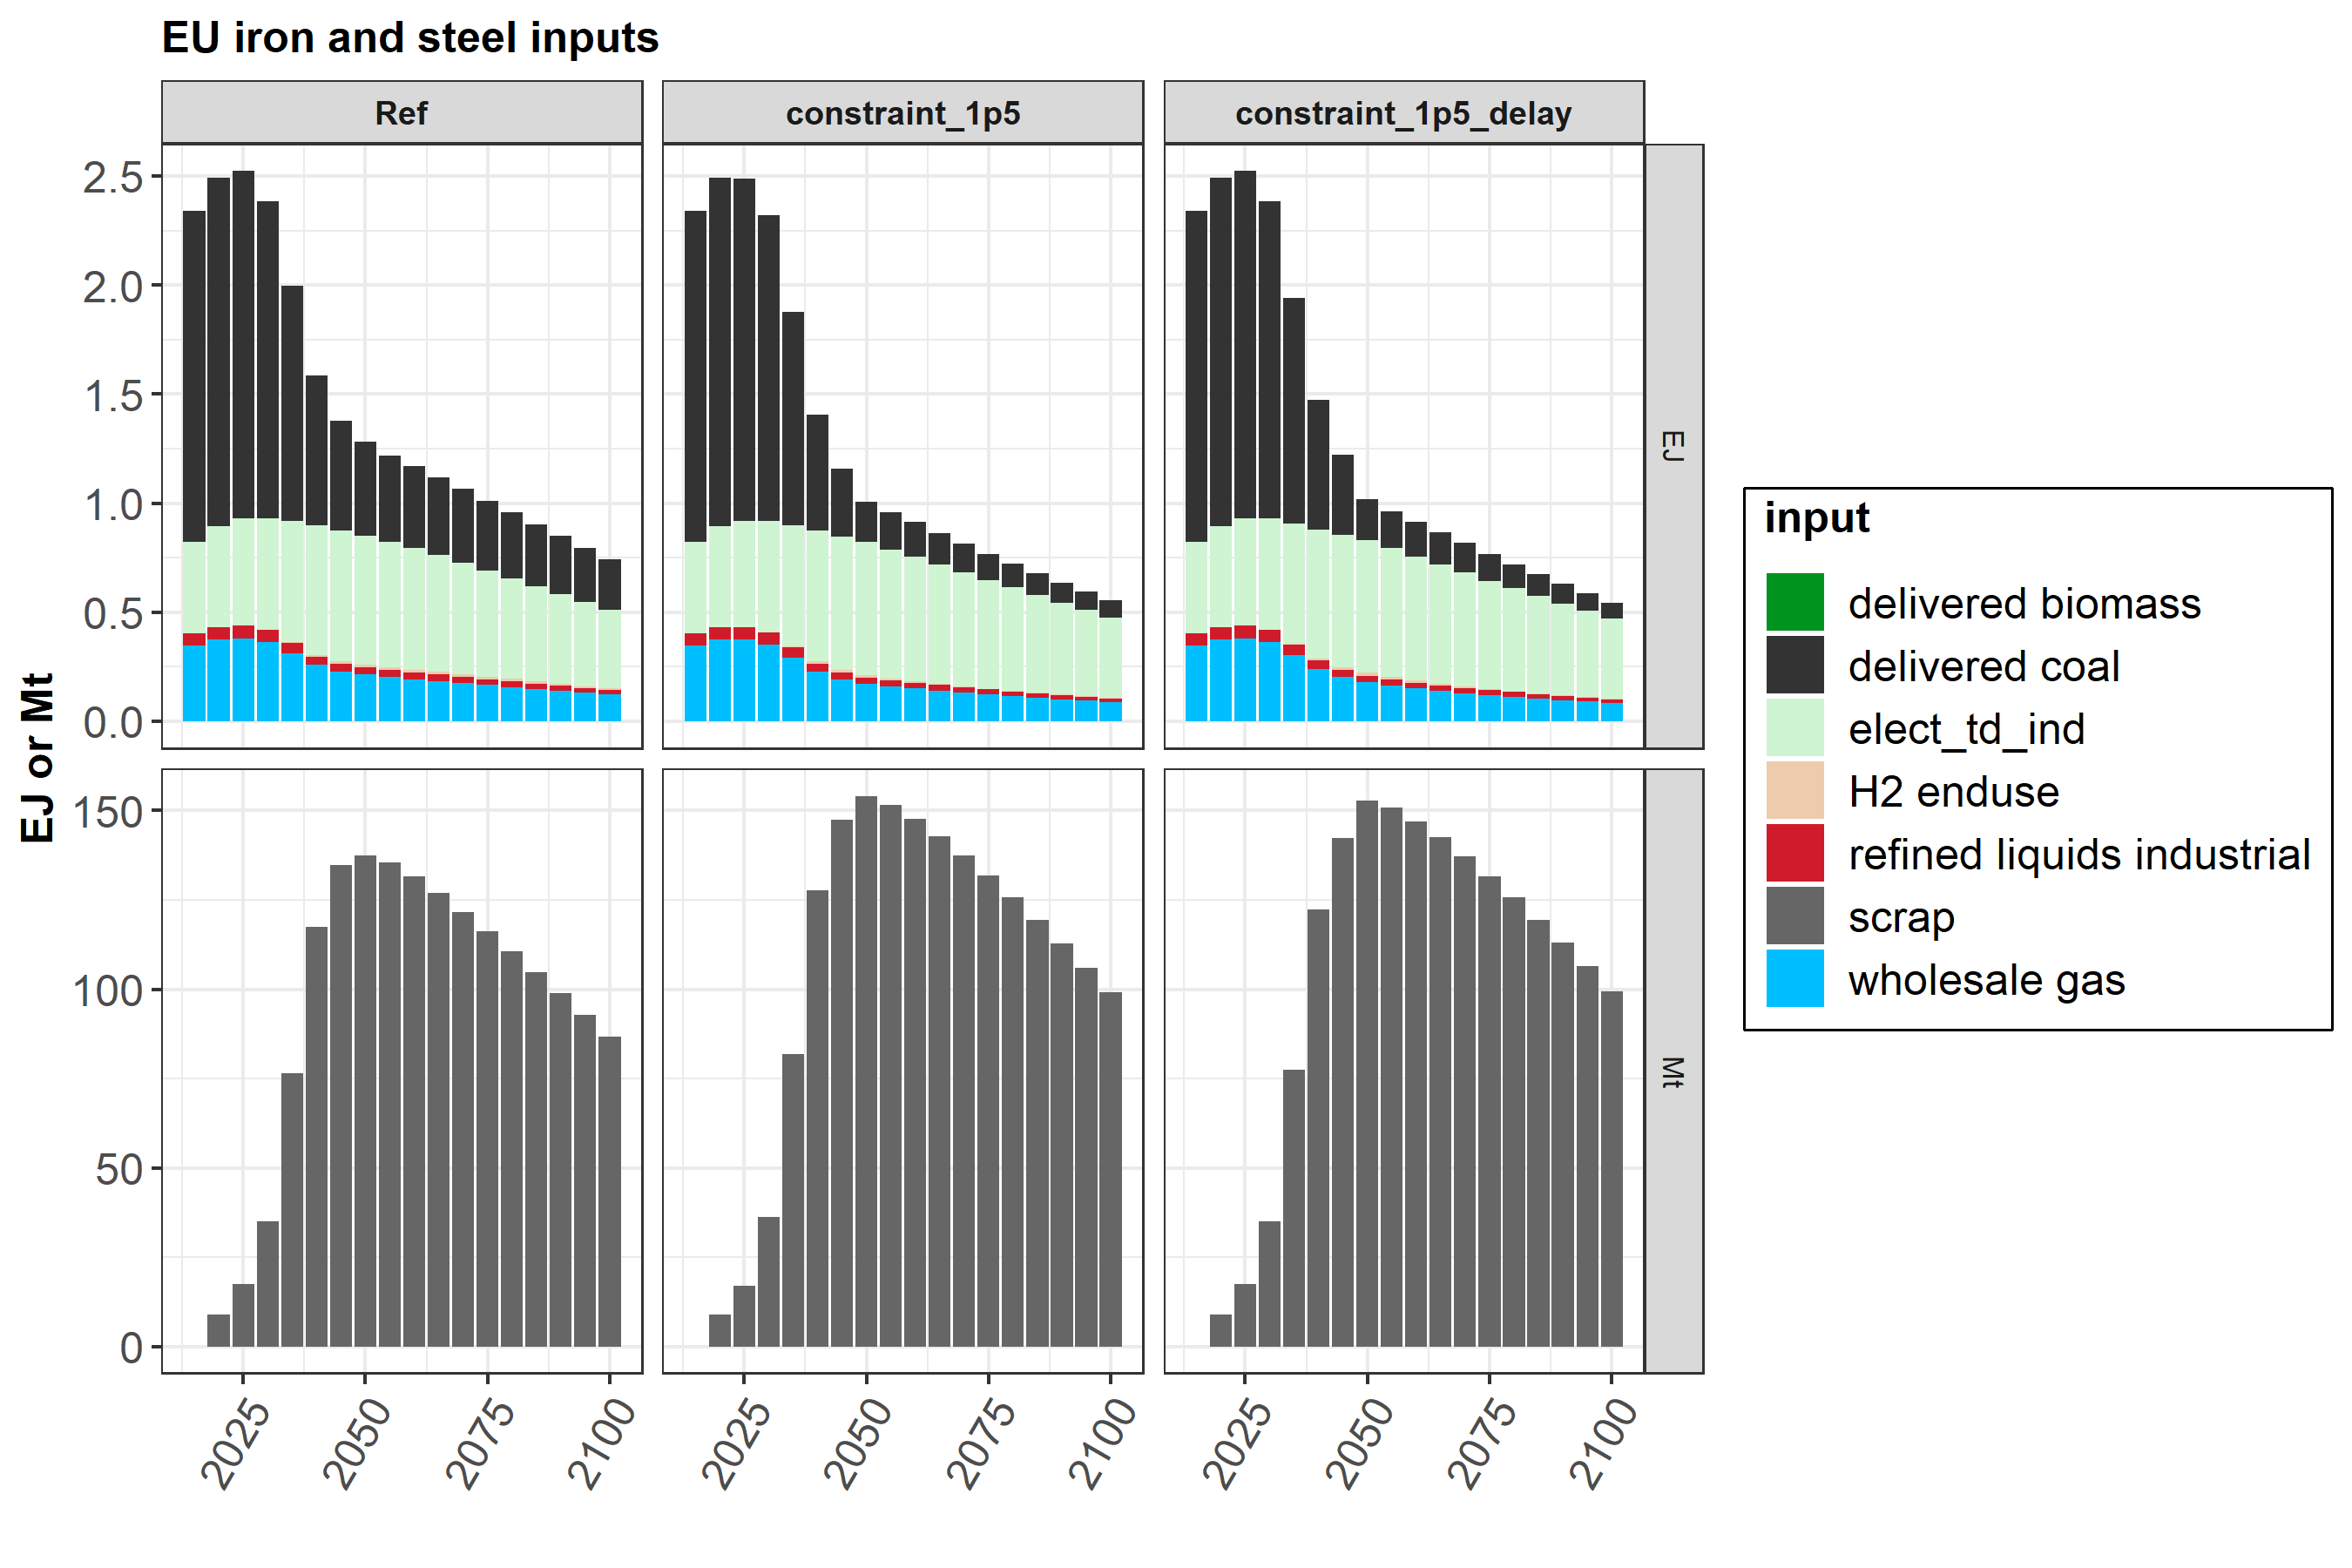 EU iron and steel inputs
Ref
constraint_1p5
constraint_1p5_delay
EJ or Mt
2.5
2.0
1.5
1.0
0.5
0.0
EJ
150
100
50
0
Mt
2025
2050
2075
2100
2025
2050
2075
2100
2025
2050
2075
2100
input
delivered biomass
delivered coal
elect_td_ind
H2 enduse
refined liquids industrial
scrap
wholesale gas